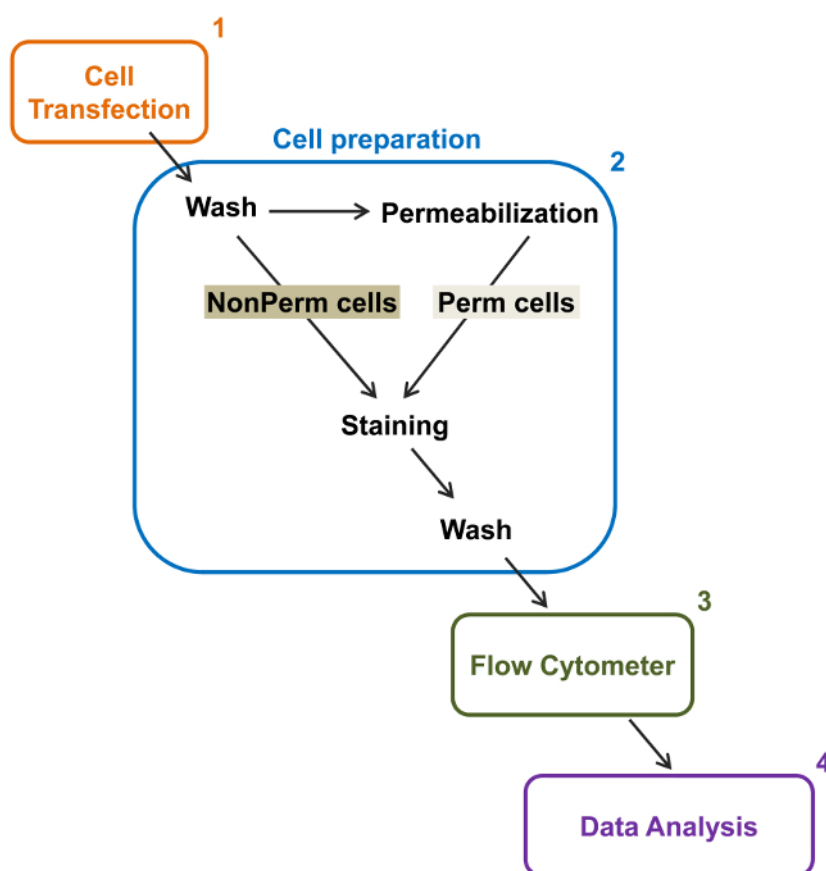 1
Cell
Transfection
Cell preparation
2
Wash
Permeabilization
NonPerm cells
Perm cells
Staining
Wash
3
Flow Cytometer
4
Data Analysis